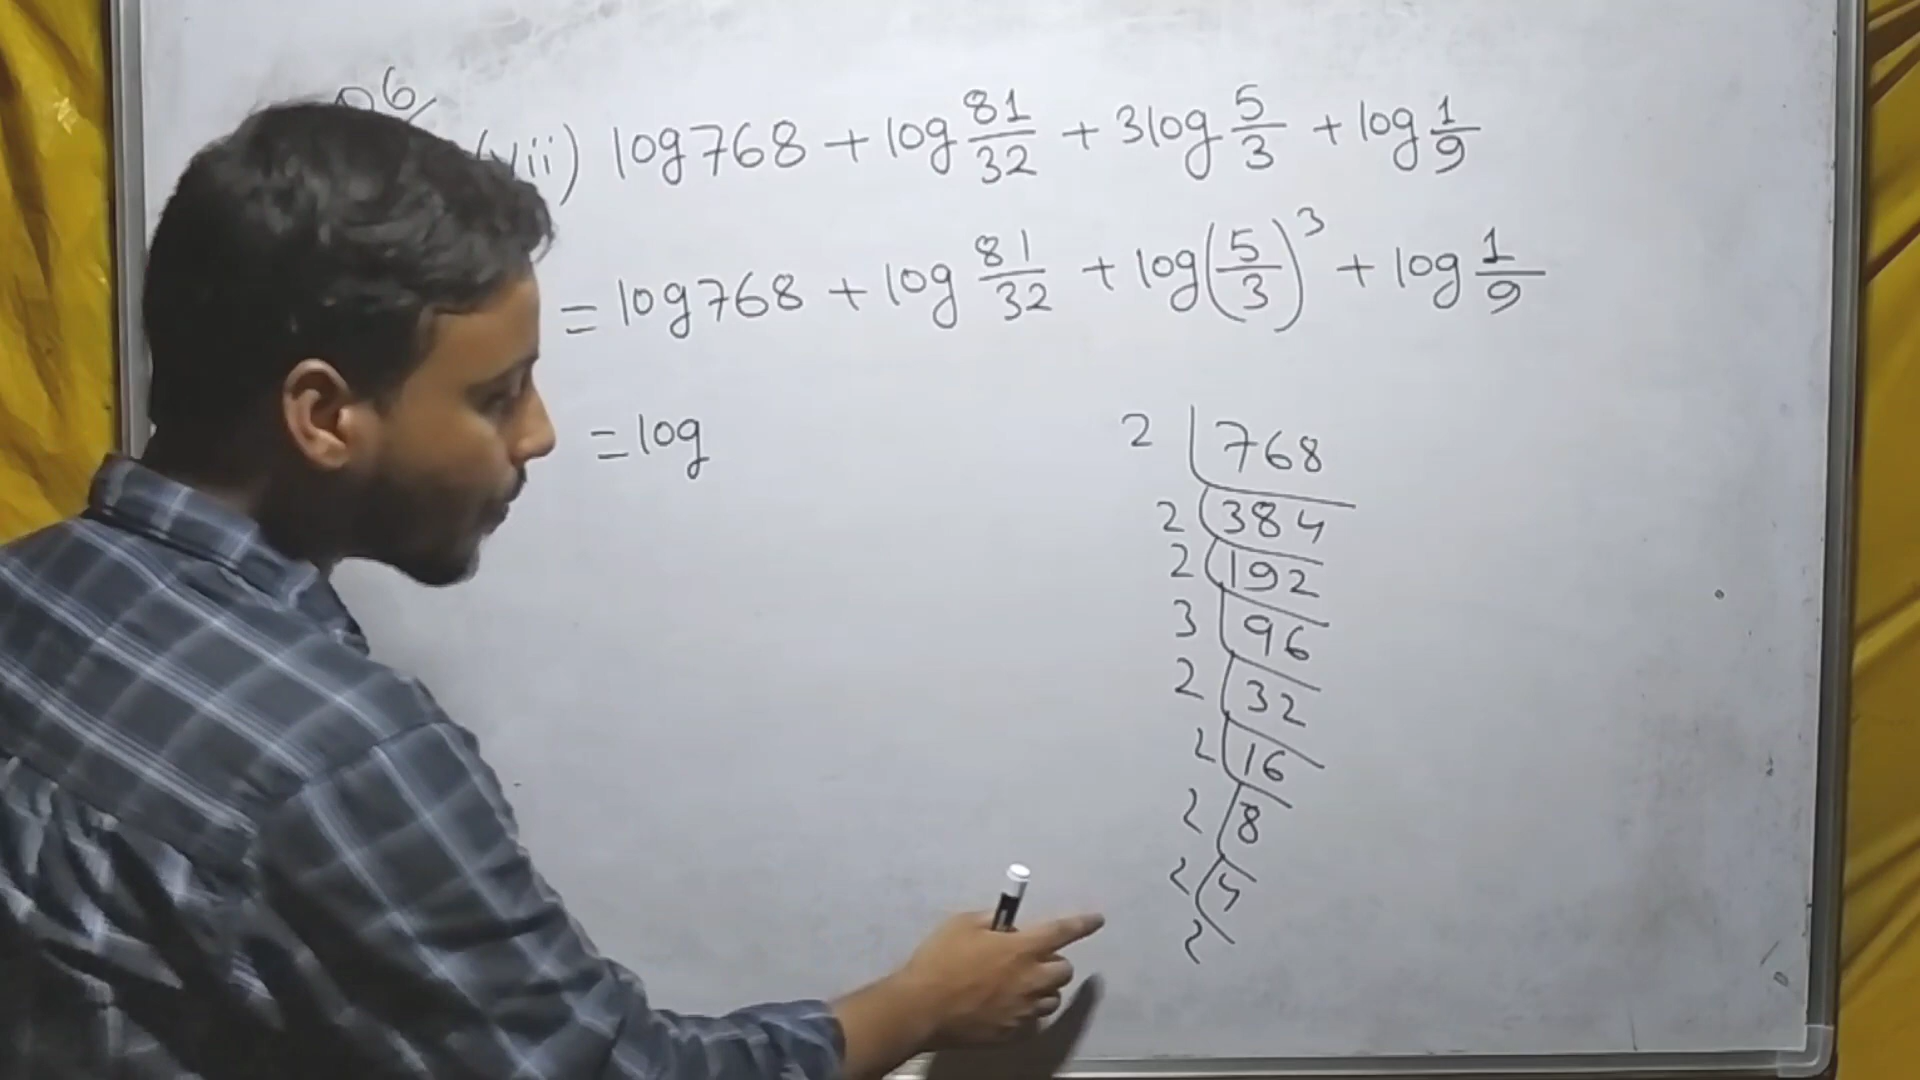 06
(vii) log 768 + log 81/32 + 3log 5/3 + log 1/9
= log 768 + log 81/32 + log (5/3)³ + log 1/9
= log
2 | 768
2 | 384
2 | 192
3 | 96
2 | 32
2 | 16
2 | 8
2 | 4
2